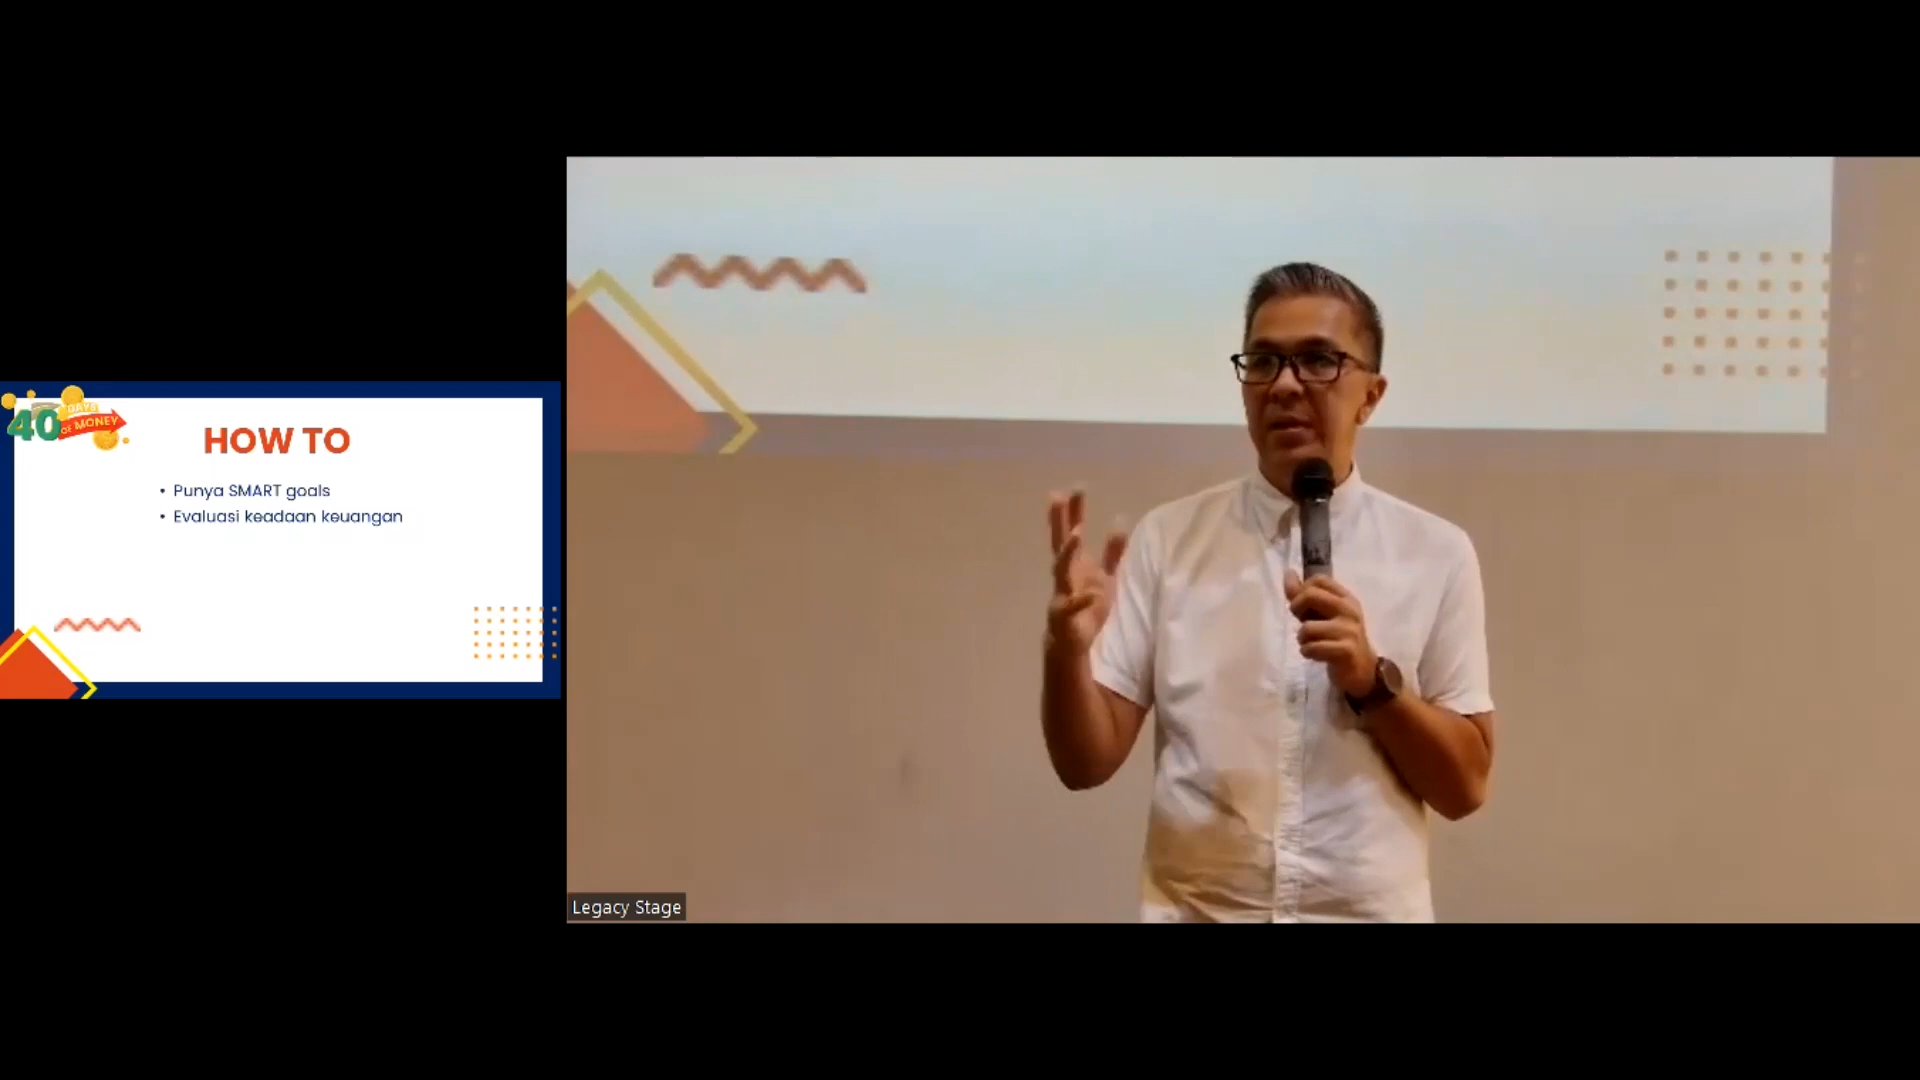 40 DAYS
OF MONEY
HOW TO
• Punya SMART goals
• Evaluasi keadaan keuangan
Legacy Stage